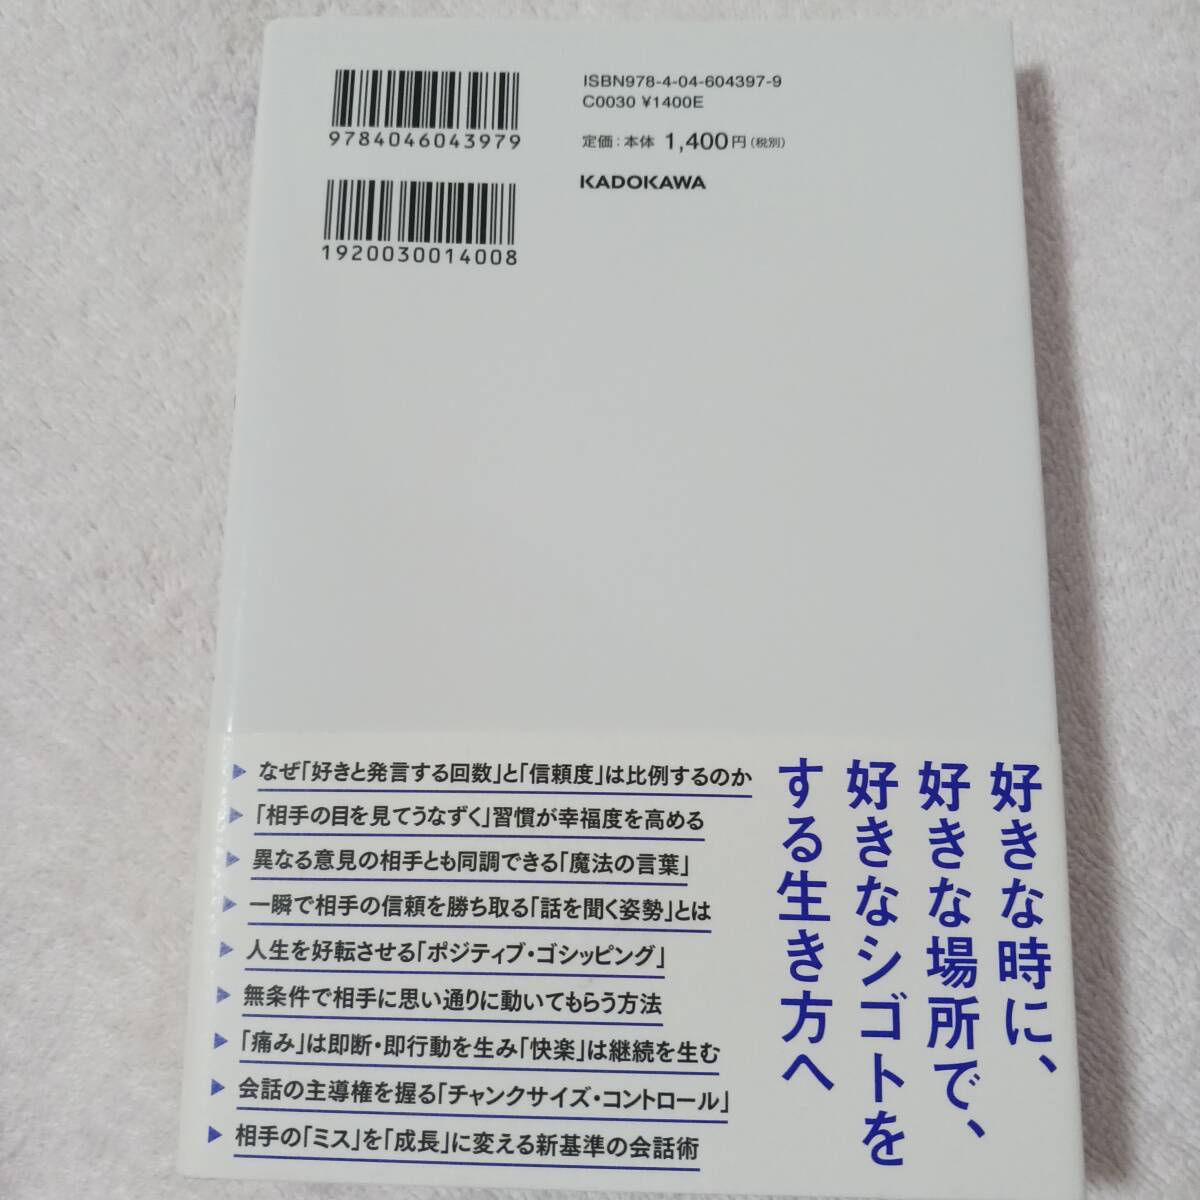 9784046043979
1920030014008
ISBN978-4-04-604397-9
C0030 ¥1400E
定価:本体 1,400円(税別)
KADOKAWA
好きな時に、
好きな場所で、
好きなシゴトを
する生き方へ
なぜ「好きと発言する回数」と「信頼度」は比例するのか
「相手の目を見てうなずく」習慣が幸福度を高める
異なる意見の相手とも同調できる「魔法の言葉」
一瞬で相手の信頼を勝ち取る「話を聞く姿勢」とは
人生を好転させる「ポジティブ・ゴシッピング」
無条件で相手に思い通りに動いてもらう方法
「痛み」は即断・即行動を生み「快楽」は継続を生む
会話の主導権を握る「チャンクサイズ・コントロール」
相手の「ミス」を「成長」に変える新基準の会話術